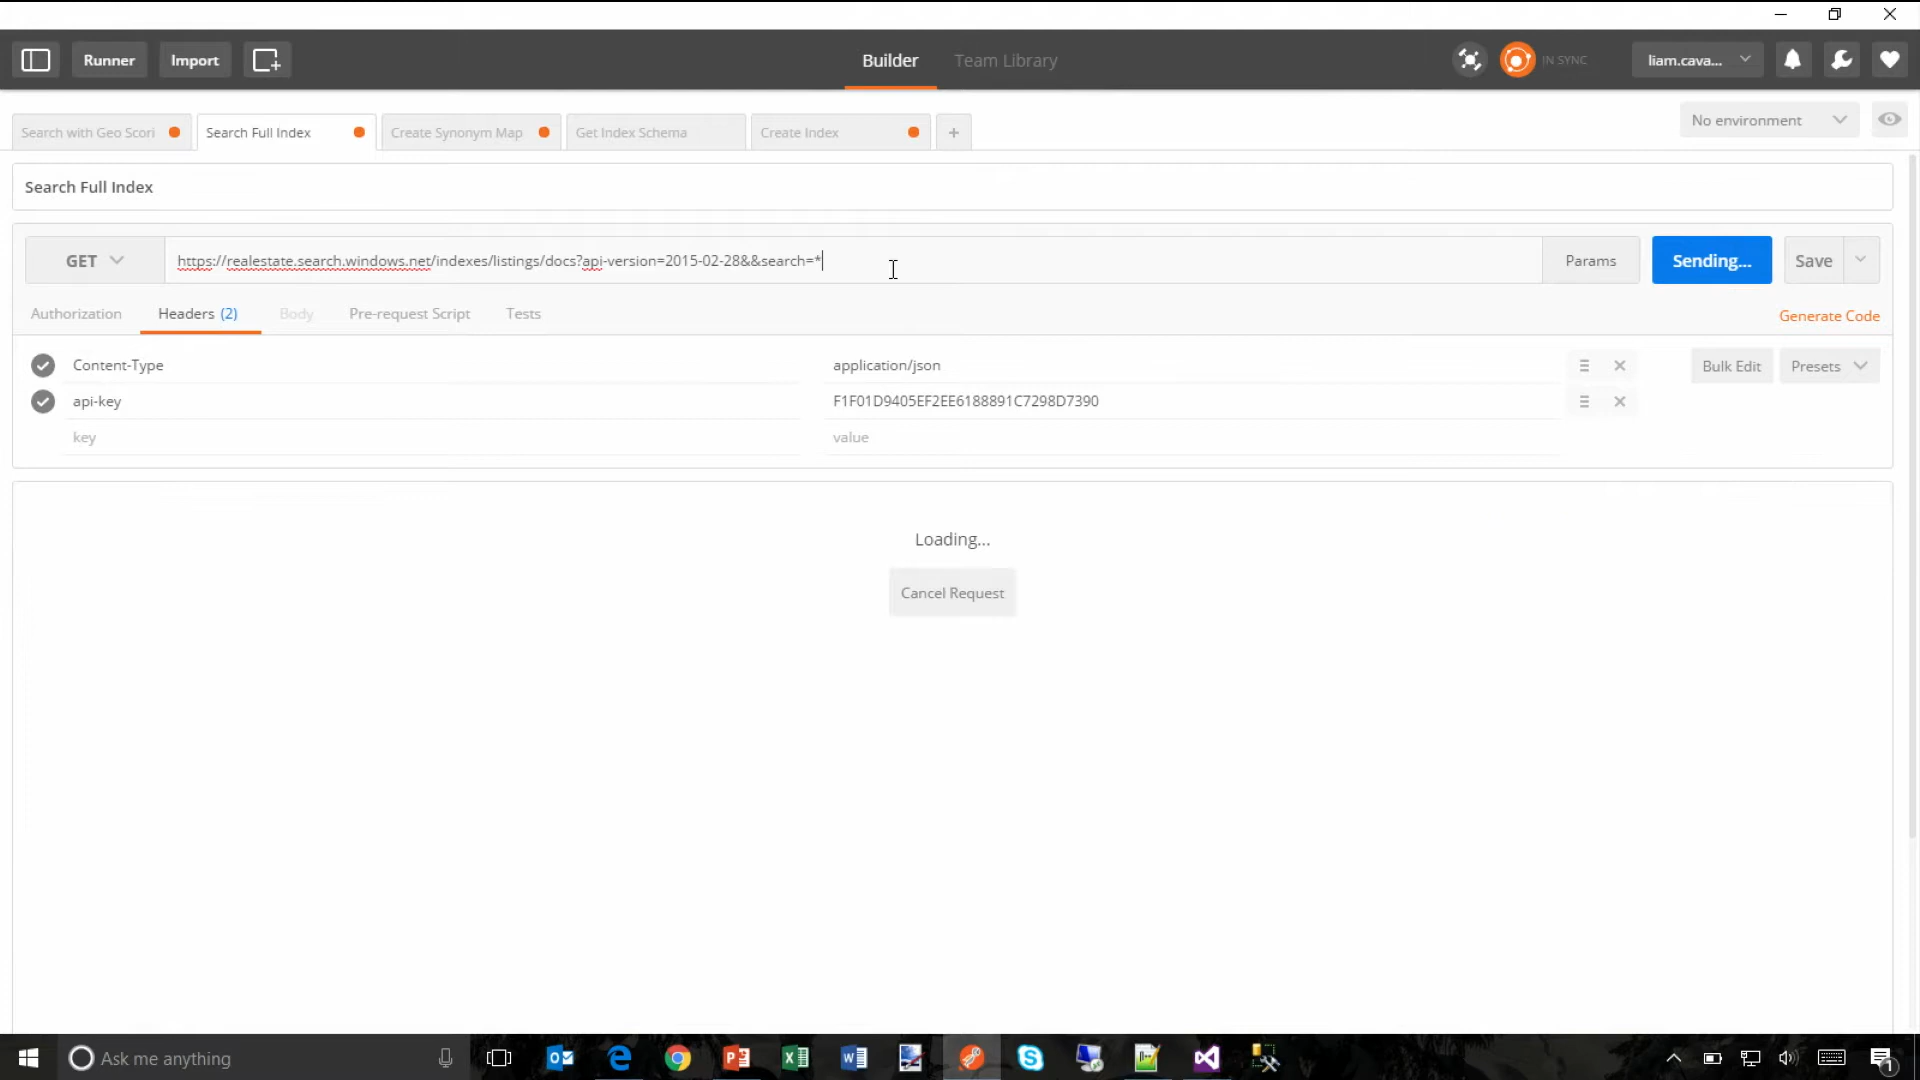 Runner
Import
Builder
Team Library
IN SYNC
liam.cava...
Search with Geo Scori
Search Full Index
Create Synonym Map
Get Index Schema
Create Index
+
No environment
Search Full Index
GET
https://realestate.search.windows.net/indexes/listings/docs?api-version=2015-02-28&&search=*
Params
Sending...
Save
Authorization
Headers (2)
Body
Pre-request Script
Tests
Generate Code
Content-Type
application/json
Bulk Edit
Presets
api-key
F1F01D9405EF2EE6188891C7298D7390
key
value
Loading...
Cancel Request
Ask me anything
1